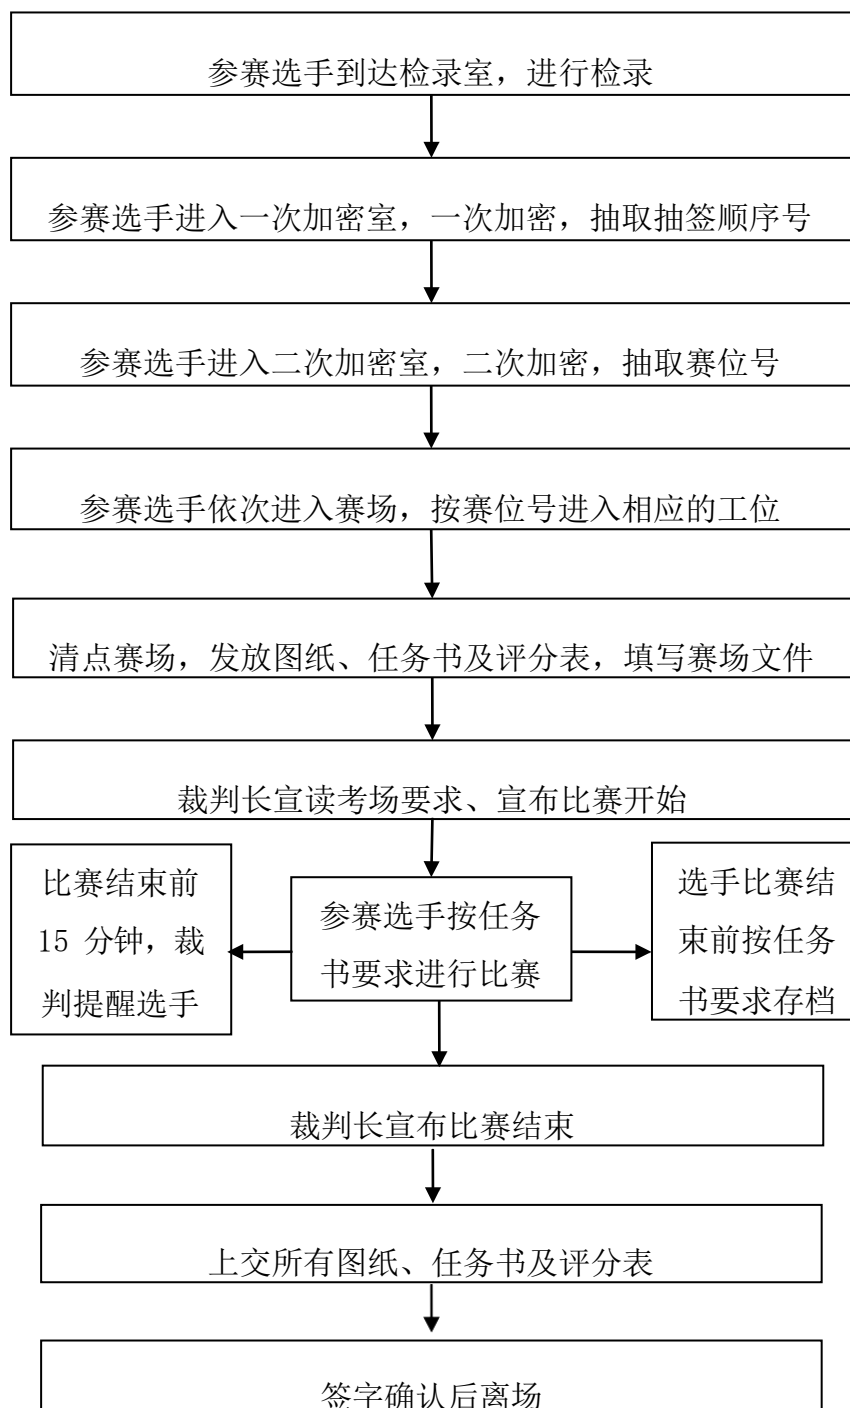 参赛选手到达检录室，进行检录
参赛选手进入一次加密室，一次加密，抽取抽签顺序号
参赛选手进入二次加密室，二次加密，抽取赛位号
参赛选手依次进入赛场，按赛位号进入相应的工位
清点赛场，发放图纸、任务书及评分表，填写赛场文件
裁判长宣读考场要求、宣布比赛开始
比赛结束前
15 分钟，裁
判提醒选手
参赛选手按任务
书要求进行比赛
选手比赛结
束前按任务
书要求存档
裁判长宣布比赛结束
上交所有图纸、任务书及评分表
签字确认后离场